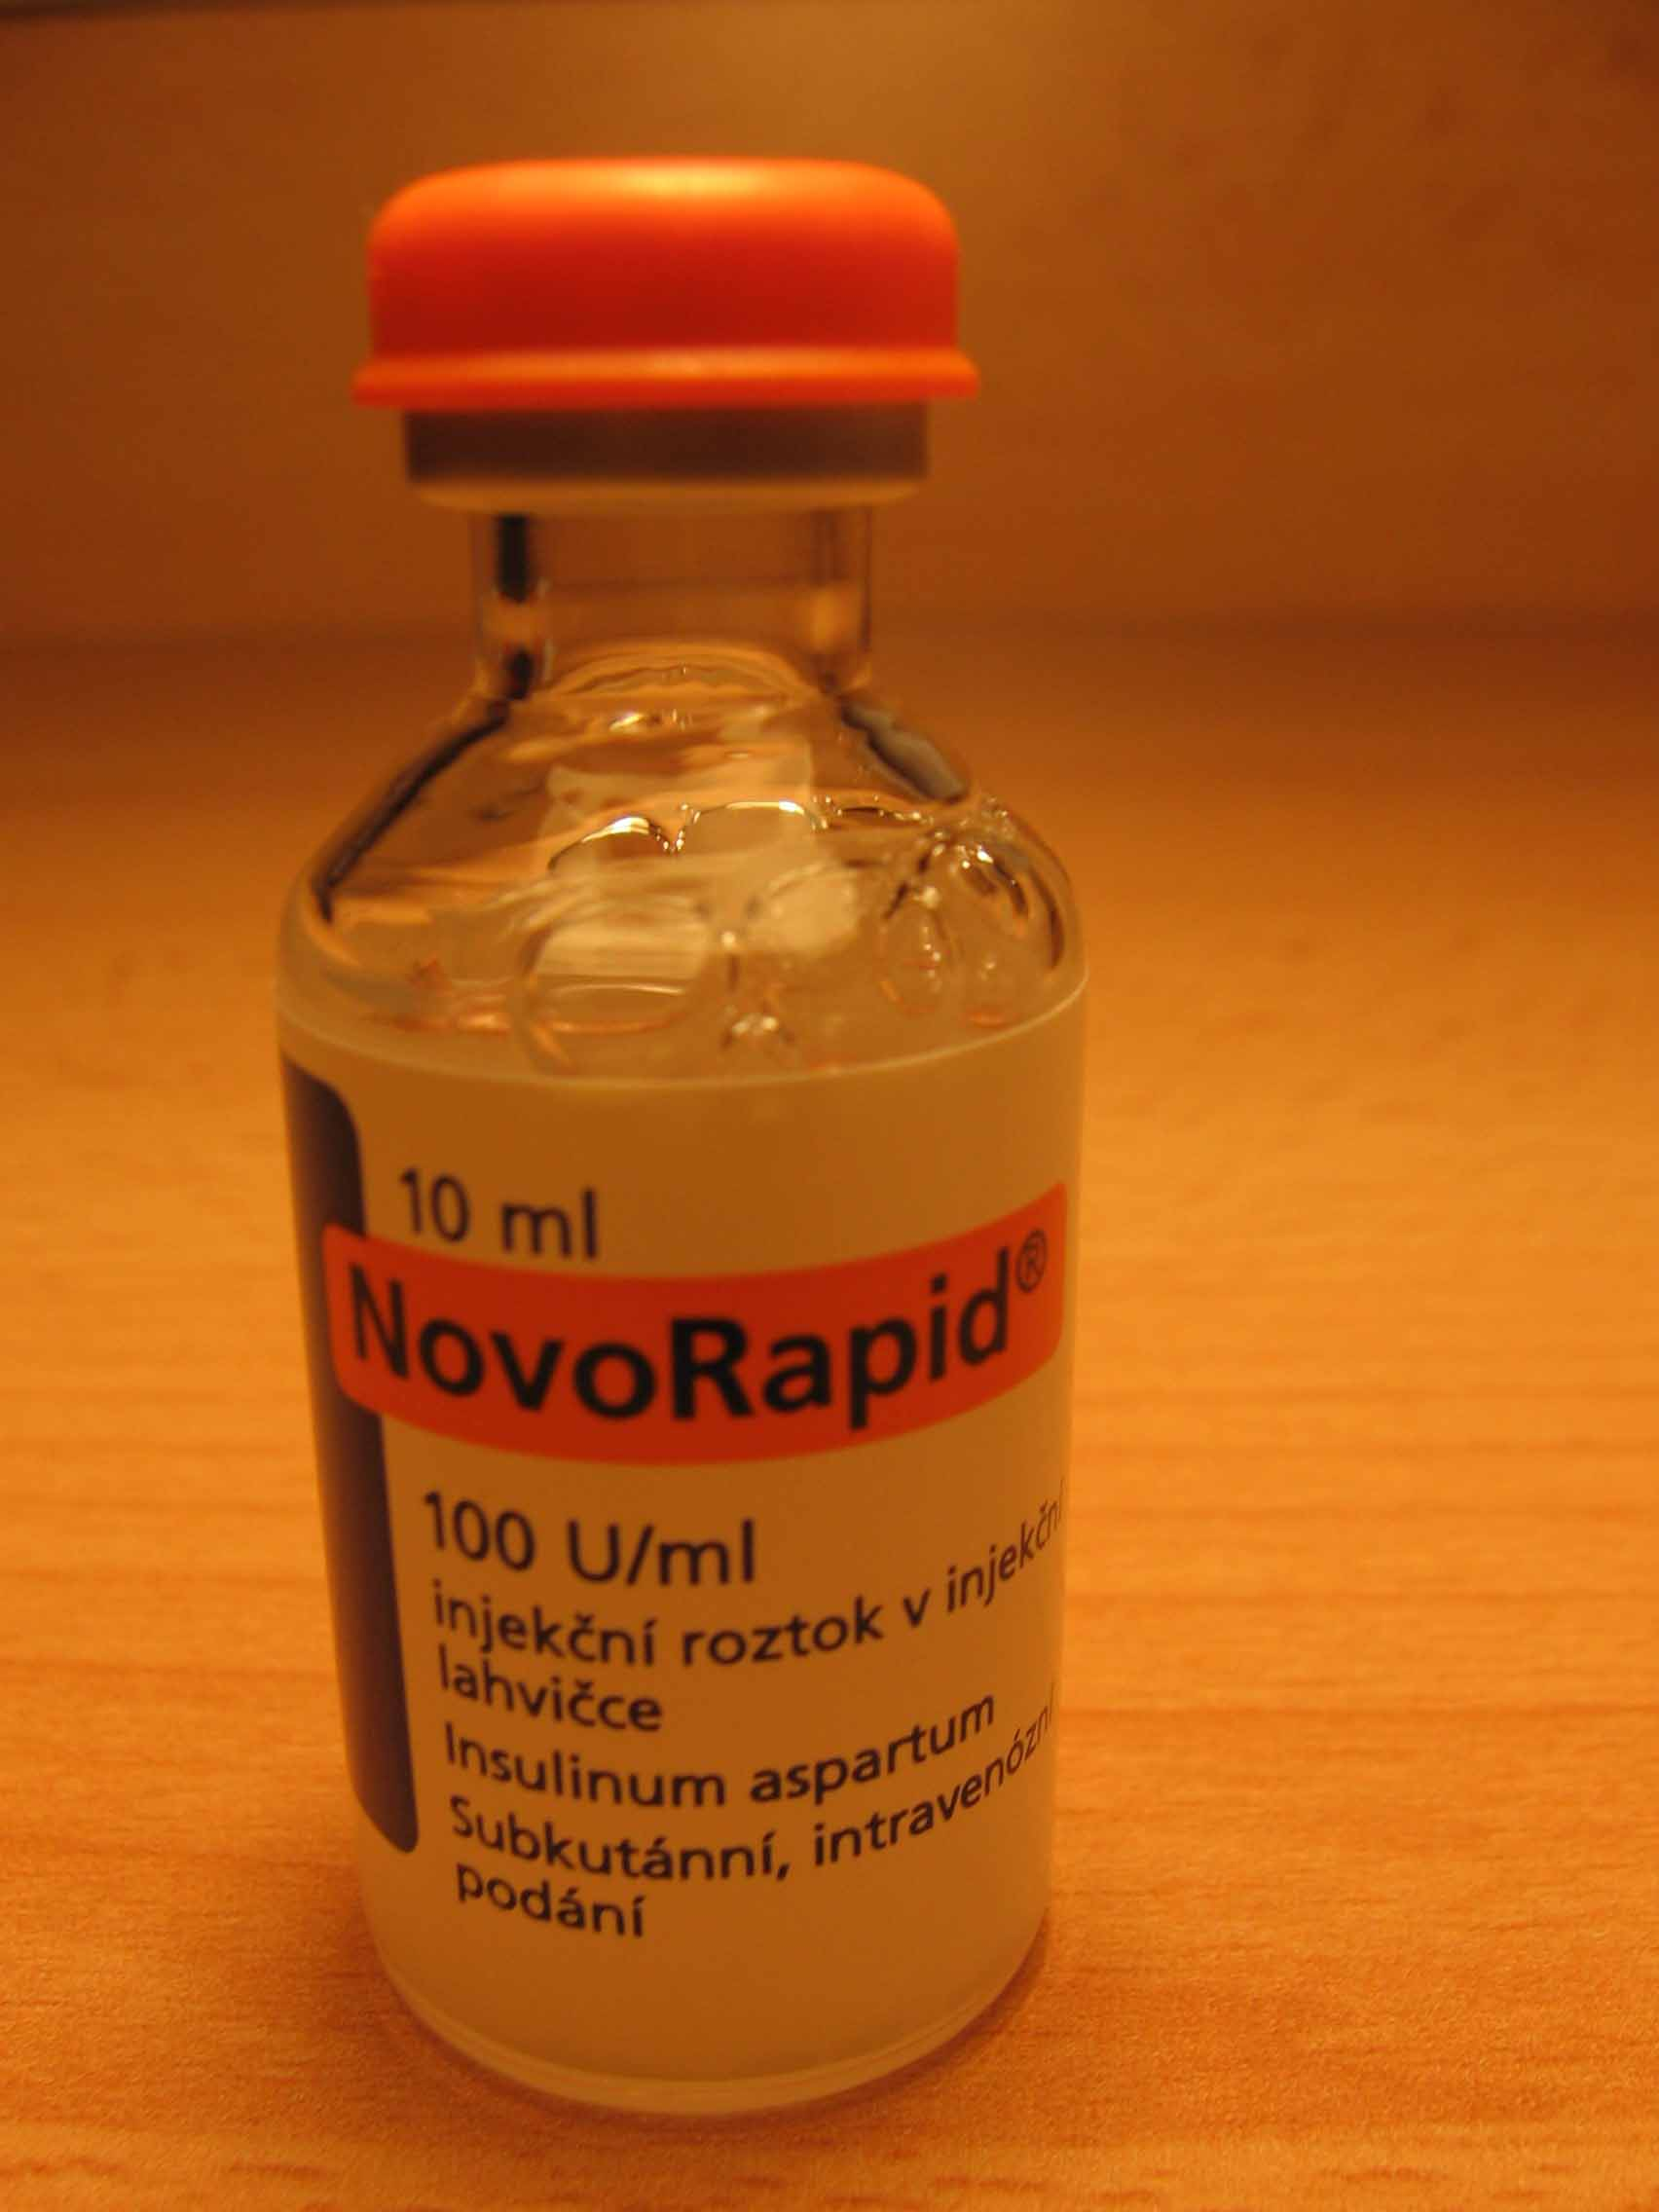 10 ml
NovoRapid®
100 U/ml
injekční roztok v injekční
lahvičce
Insulinum aspartum
Subkutánní, intravenózní
podání